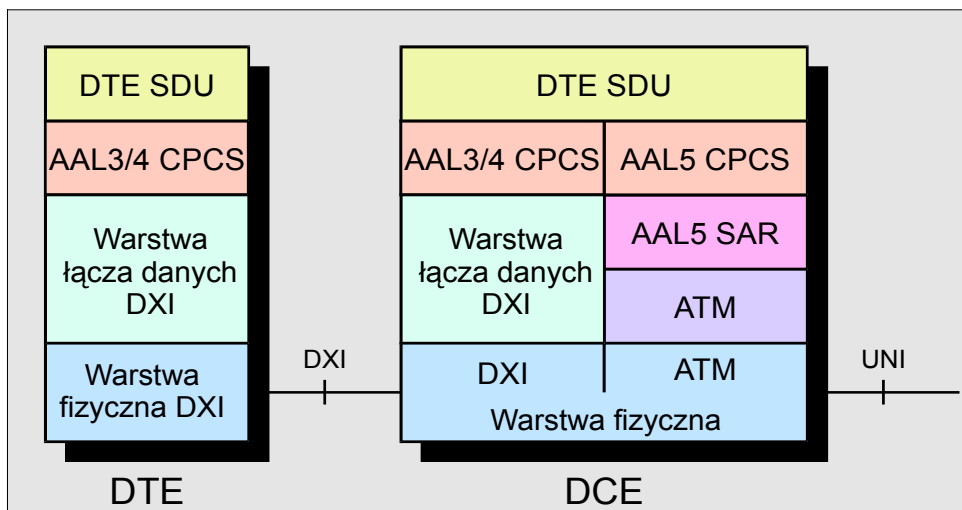 DTE SDU
AAL3/4 CPCS
Warstwa
łącza danych
DXI
Warstwa
fizyczna DXI
DTE
DXI
DTE SDU
AAL3/4 CPCS
AAL5 CPCS
Warstwa
łącza danych
DXI
AAL5 SAR
ATM
DXI
ATM
Warstwa fizyczna
DCE
UNI